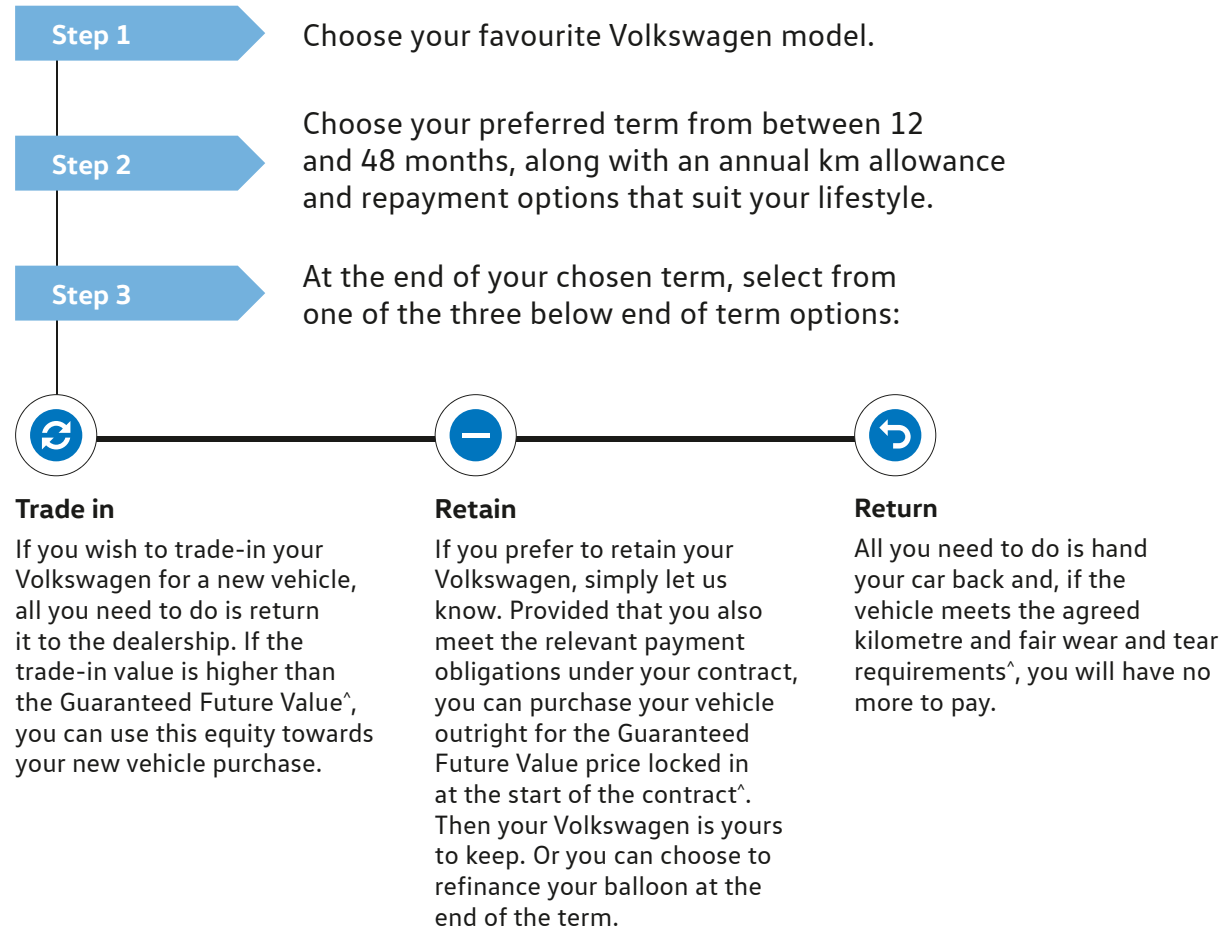 Step 1
Choose your favourite Volkswagen model.
Step 2
Choose your preferred term from between 12
and 48 months, along with an annual km allowance
and repayment options that suit your lifestyle.
Step 3
At the end of your chosen term, select from
one of the three below end of term options:
Trade in
If you wish to trade-in your
Volkswagen for a new vehicle,
all you need to do is return
it to the dealership. If the
trade-in value is higher than
the Guaranteed Future Value^,
you can use this equity towards
your new vehicle purchase.
Retain
If you prefer to retain your
Volkswagen, simply let us
know. Provided that you also
meet the relevant payment
obligations under your contract,
you can purchase your vehicle
outright for the Guaranteed
Future Value price locked in
at the start of the contract^.
Then your Volkswagen is yours
to keep. Or you can choose to
refinance your balloon at the
end of the term.
Return
All you need to do is hand
your car back and, if the
vehicle meets the agreed
kilometre and fair wear and tear
requirements^, you will have no
more to pay.